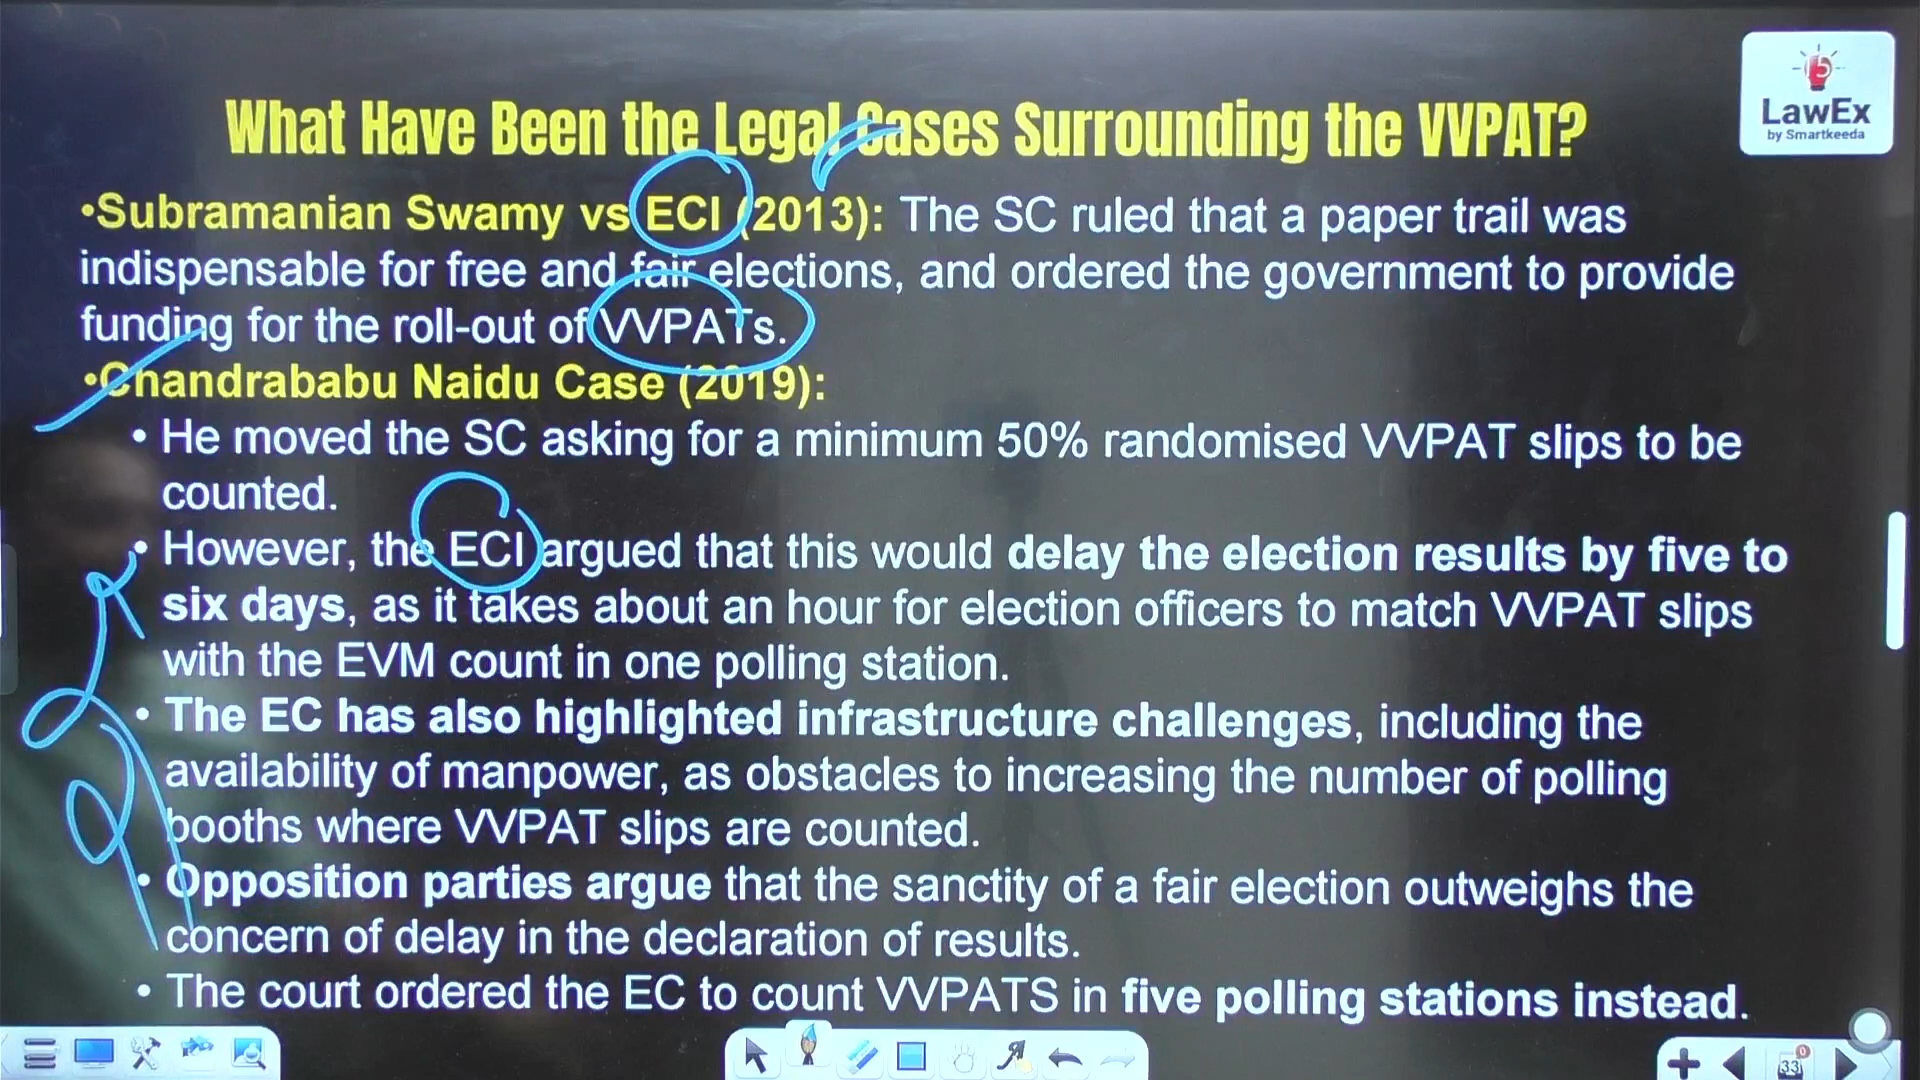 LawEx
by Smartkeeda
What Have Been the Legal Cases Surrounding the VVPAT?
•Subramanian Swamy vs ECI (2013): The SC ruled that a paper trail was
indispensable for free and fair elections, and ordered the government to provide
funding for the roll-out of VVPATs.
•Chandrababu Naidu Case (2019):
• He moved the SC asking for a minimum 50% randomised VVPAT slips to be
counted.
• However, the ECI argued that this would delay the election results by five to
six days, as it takes about an hour for election officers to match VVPAT slips
with the EVM count in one polling station.
• The EC has also highlighted infrastructure challenges, including the
availability of manpower, as obstacles to increasing the number of polling
booths where VVPAT slips are counted.
• Opposition parties argue that the sanctity of a fair election outweighs the
concern of delay in the declaration of results.
• The court ordered the EC to count VVPATS in five polling stations instead.
33
0